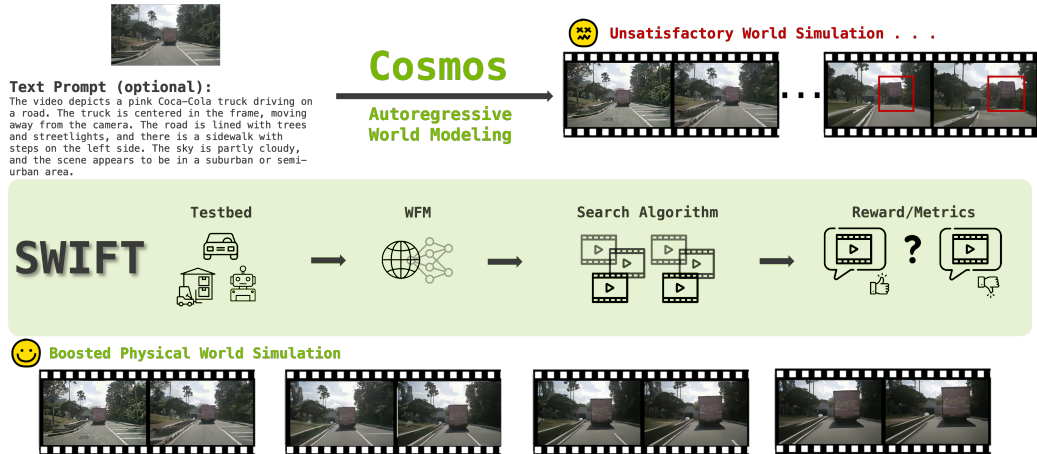 Text Prompt (optional):
The video depicts a pink Coca-Cola truck driving on
a road. The truck is centered in the frame, moving
away from the camera. The road is lined with trees
and streetlights, and there is a sidewalk with
steps on the left side. The sky is partly cloudy,
and the scene appears to be in a suburban or semi-
urban area.
Cosmos
Autoregressive
World Modeling
Unsatisfactory World Simulation . . .
...
SWIFT
Testbed
WFM
Search Algorithm
Reward/Metrics
?
Boosted Physical World Simulation